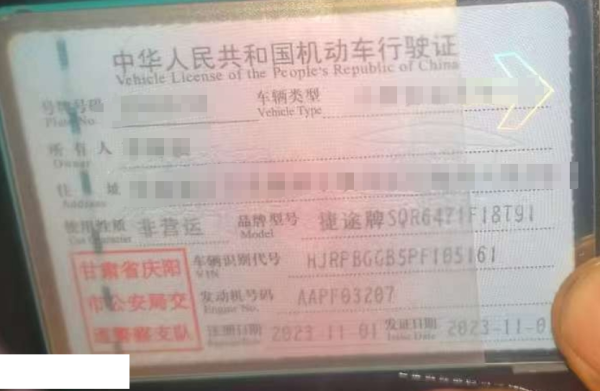 中华人民共和国机动车行驶证
Vehicle License of the People's Republic of China
号牌号码 车辆类型
Plate No. Vehicle Type
所有人
Owner
住址
Address
使用性质 非营运 品牌型号 捷途牌SQR6471F18T91
Use Character Model
甘肃省庆阳 车辆识别代号 HJRPBGGB5PF105161
VIN
市公安局交 发动机号码 AAPF03207
Engine No.
通警察支队 注册日期 2023-11-01 发证日期 2023-11-0
Issue Date